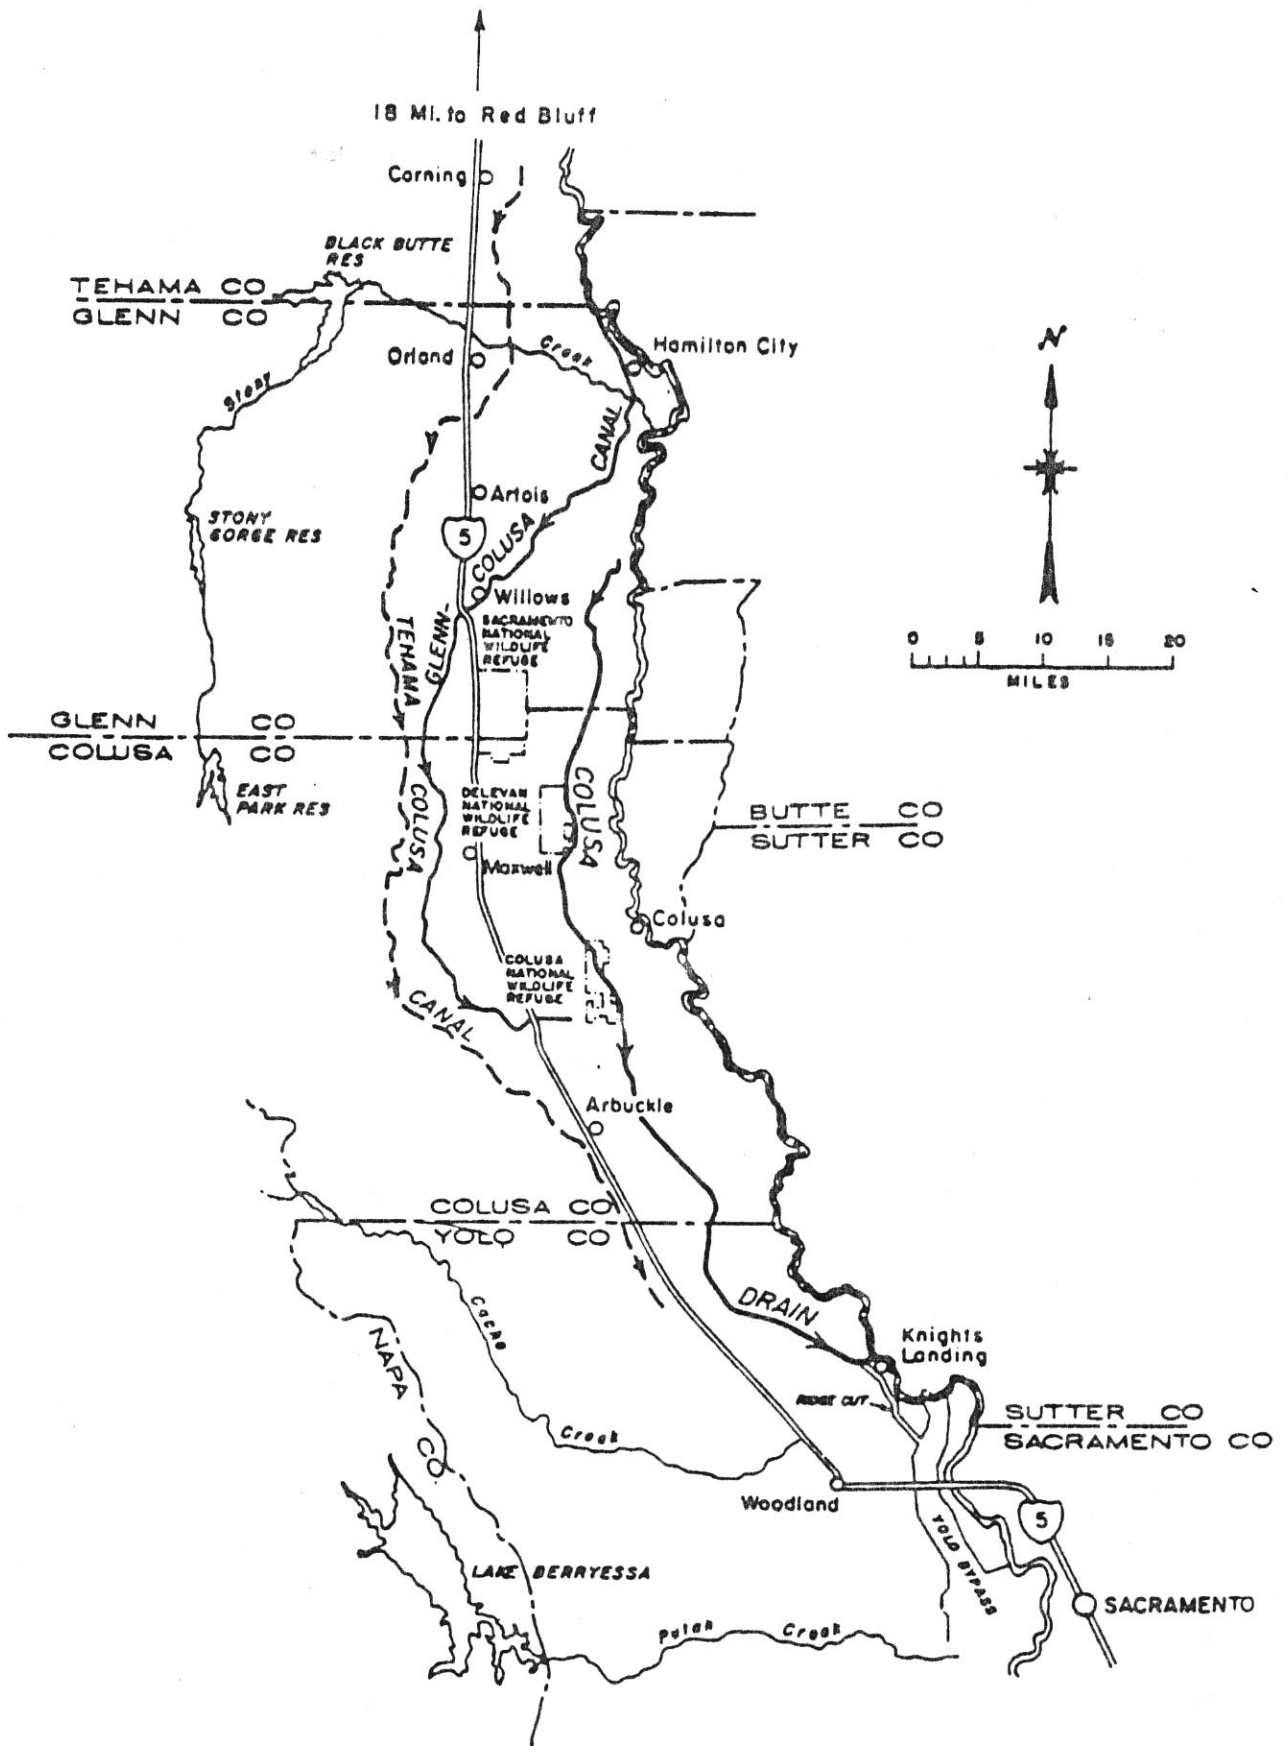 18 Mi. to Red Bluff
Corning
BLACK BUTTE
RES
TEHAMA CO
GLENN CO
N
Creek
Hamilton City
Orland
Stony
CANAL
Artois
STONY
GORGE RES
5
COLUSA
Willows
SACRAMENTO
NATIONAL
WILDLIFE
REFUGE
TEHAMA
GLENN-
0 5 10 15 20
MILES
GLENN CO
COLUSA CO
EAST
PARK RES
COLUSA
DELEVAN
NATIONAL
WILDLIFE
REFUGE
COLUSA
BUTTE CO
SUTTER CO
Maxwell
Colusa
COLUSA
NATIONAL
WILDLIFE
REFUGE
CANAL
Arbuckle
COLUSA CO
YOLO CO
DRAIN
Cache
Knights
Landing
NAPA CO.
RIDGE CUT
SUTTER CO
SACRAMENTO CO
Creek
Woodland
5
YOLO BYPASS
LAKE BERRYESSA
SACRAMENTO
Putah Creek